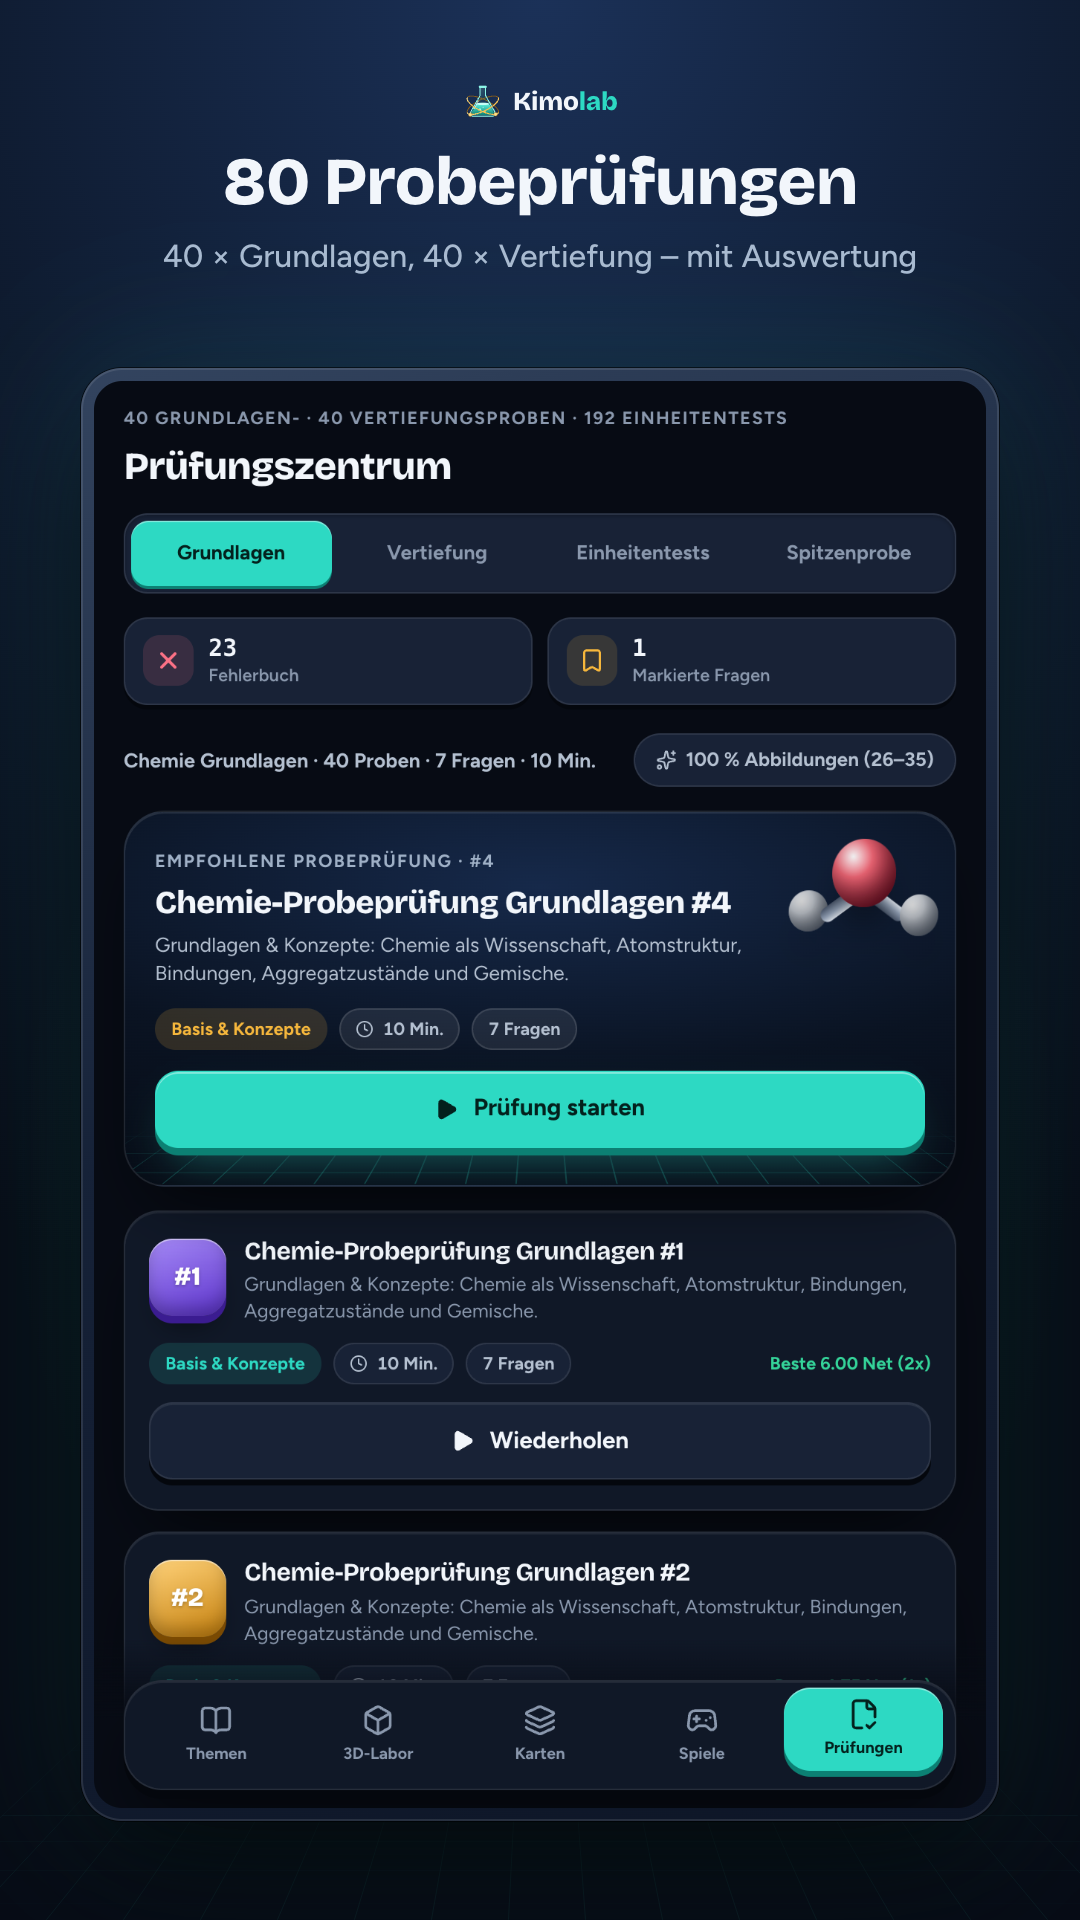 Kimolab
80 Probeprüfungen
40 × Grundlagen, 40 × Vertiefung – mit Auswertung
40 GRUNDLAGEN- · 40 VERTIEFUNGSPROBEN · 192 EINHEITENTESTS
Prüfungszentrum
Grundlagen Vertiefung Einheitentests Spitzenprobe
23
Fehlerbuch
1
Markierte Fragen
Chemie Grundlagen · 40 Proben · 7 Fragen · 10 Min.
100 % Abbildungen (26–35)
EMPFOHLENE PROBEPRÜFUNG · #4
Chemie-Probeprüfung Grundlagen #4
Grundlagen & Konzepte: Chemie als Wissenschaft, Atomstruktur,
Bindungen, Aggregatzustände und Gemische.
Basis & Konzepte 10 Min. 7 Fragen
Prüfung starten
#1
Chemie-Probeprüfung Grundlagen #1
Grundlagen & Konzepte: Chemie als Wissenschaft, Atomstruktur, Bindungen,
Aggregatzustände und Gemische.
Basis & Konzepte 10 Min. 7 Fragen Beste 6.00 Net (2x)
Wiederholen
#2
Chemie-Probeprüfung Grundlagen #2
Grundlagen & Konzepte: Chemie als Wissenschaft, Atomstruktur, Bindungen,
Aggregatzustände und Gemische.
Themen 3D-Labor Karten Spiele Prüfungen